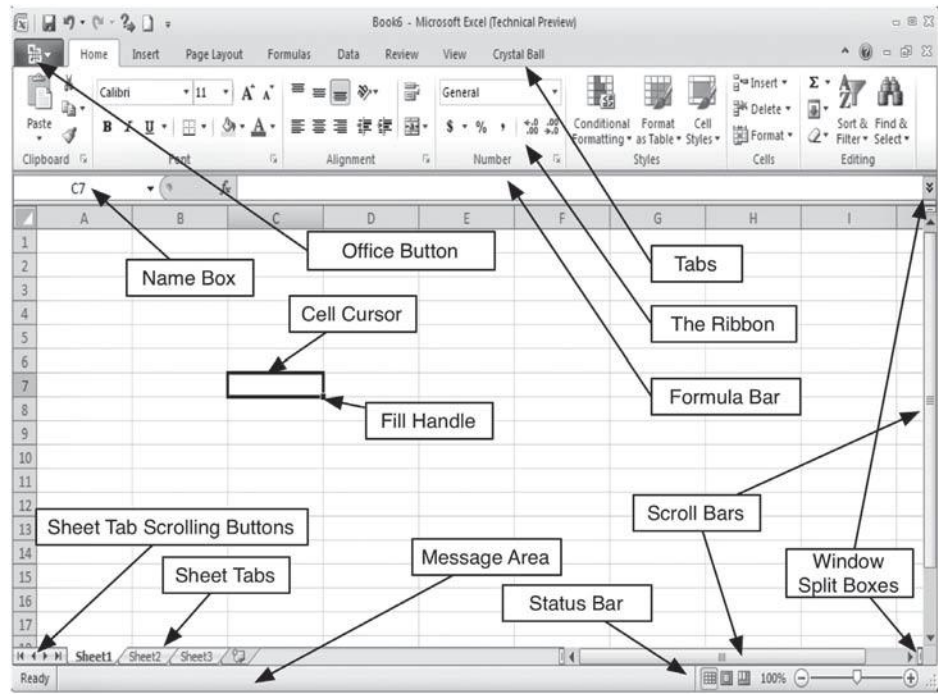 Book6 - Microsoft Excel (Technical Preview)
Home Insert Page Layout Formulas Data Review View Crystal Ball
Calibri 11 A A General Insert Σ
Paste B I U A $ % , .0 .00 .00 .0 Conditional Formatting Format as Table Cell Styles Delete Format Sort & Filter Find & Select
Clipboard Font Alignment Number Styles Cells Editing
C7 fx
A B C D E F G H I
1
2
3
4
5
6
7
8
9
10
11
12
13
14
15
16
17
Office Button
Tabs
Name Box
Cell Cursor
The Ribbon
Formula Bar
Fill Handle
Scroll Bars
Sheet Tab Scrolling Buttons
Message Area
Window
Split Boxes
Sheet Tabs
Status Bar
Sheet1 Sheet2 Sheet3
Ready 100%